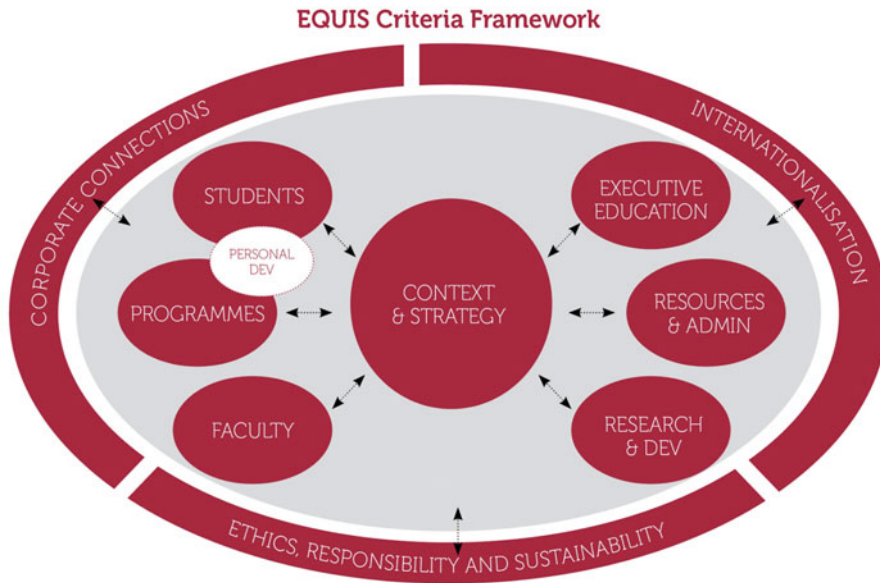 EQUIS Criteria Framework
CORPORATE CONNECTIONS
INTERNATIONALISATION
STUDENTS
PERSONAL
DEV
PROGRAMMES
FACULTY
CONTEXT
& STRATEGY
EXECUTIVE
EDUCATION
RESOURCES
& ADMIN
RESEARCH
& DEV
ETHICS, RESPONSIBILITY AND SUSTAINABILITY